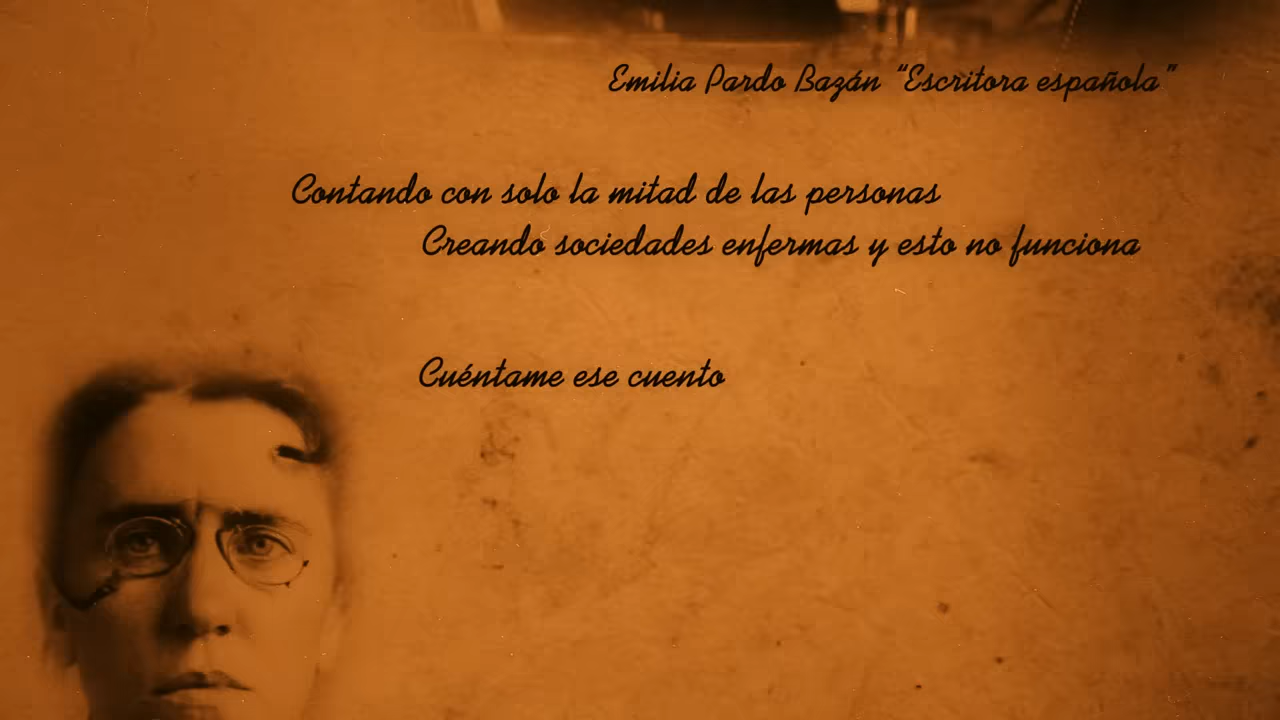 Emilia Pardo Bazán “Escritora española”
Contando con solo la mitad de las personas
Creando sociedades enfermas y esto no funciona
Cuéntame ese cuento